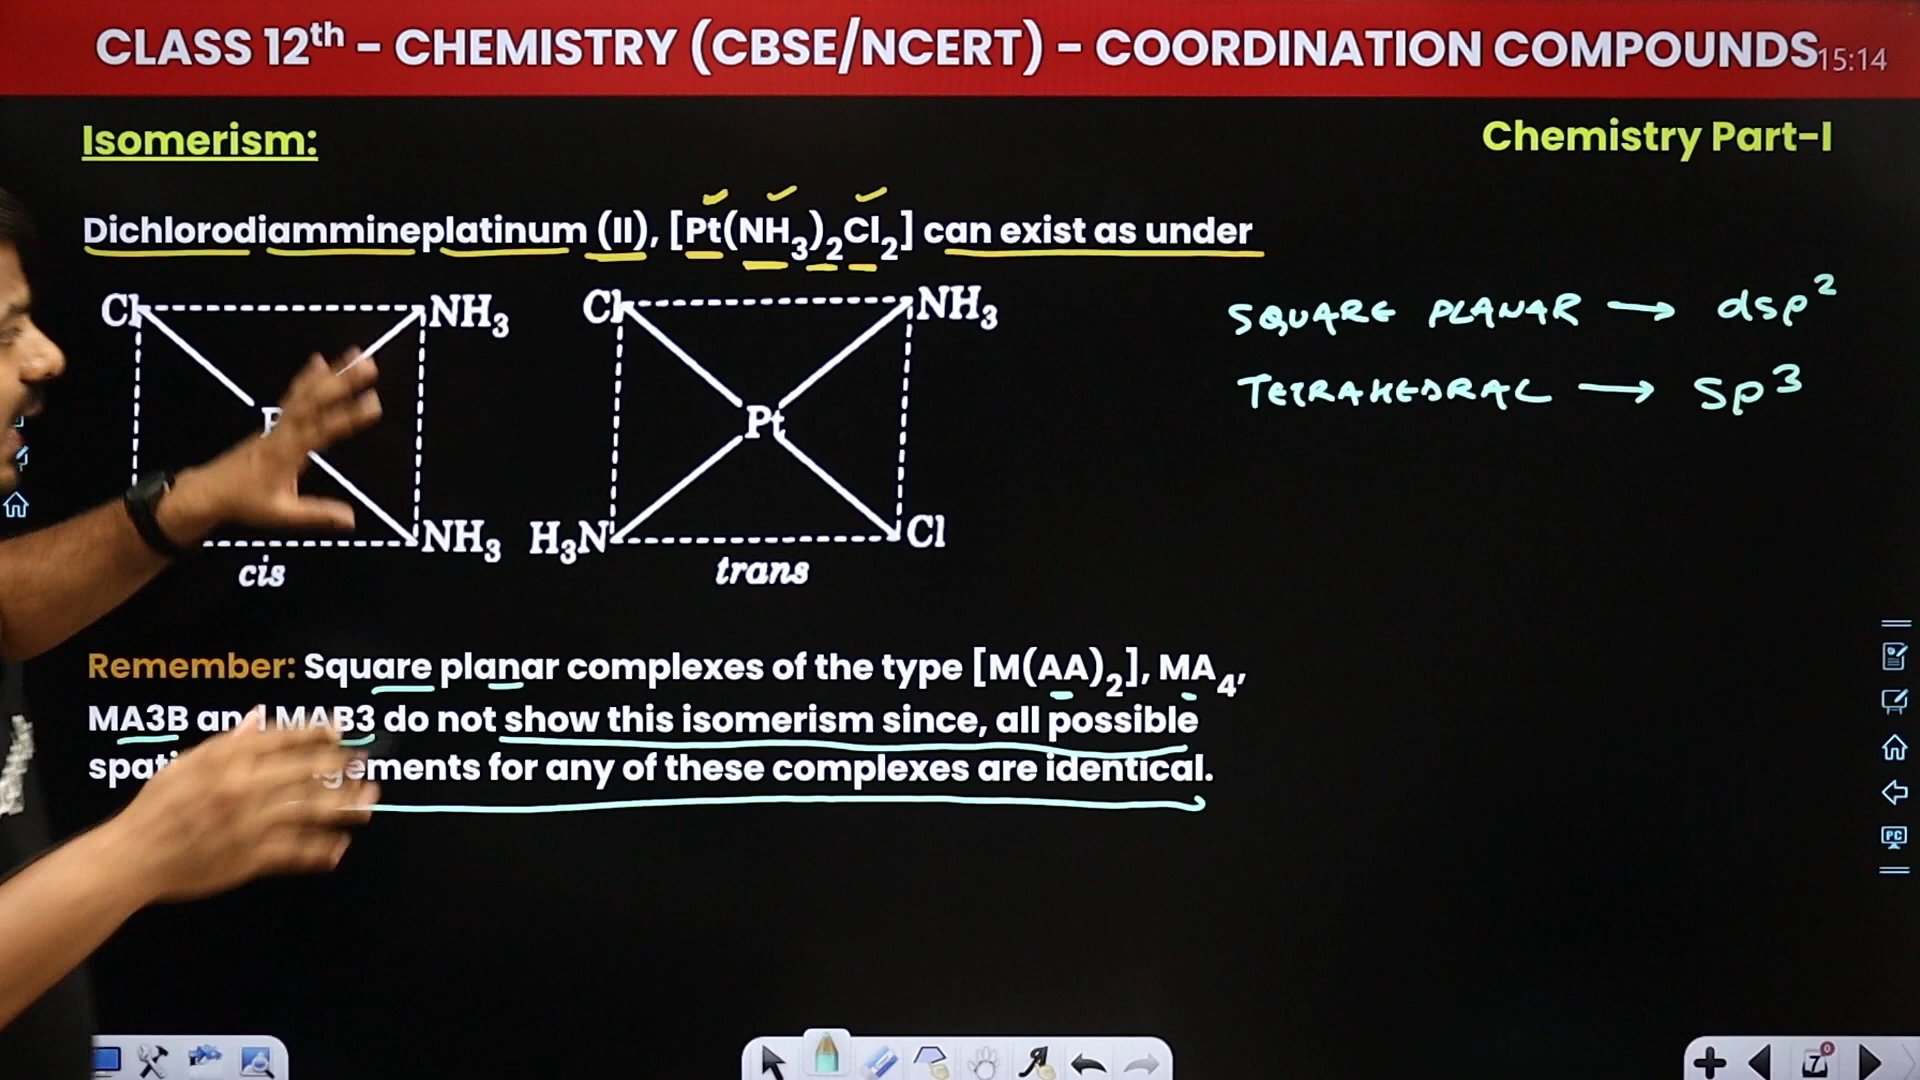 CLASS 12th - CHEMISTRY (CBSE/NCERT) - COORDINATION COMPOUNDS
15:14
Isomerism:
Chemistry Part-I
Dichlorodiammineplatinum (II), [Pt(NH3)2Cl2] can exist as under
Cl NH3 Cl NH3
SQUARE PLANAR → dsp2
TETRAHEDRAL → sp3
Pt
NH3 H3N Cl
cis trans
Remember: Square planar complexes of the type [M(AA)2], MA4,
MA3B and MAB3 do not show this isomerism since, all possible
for any of these complexes are identical.
PC
7
0